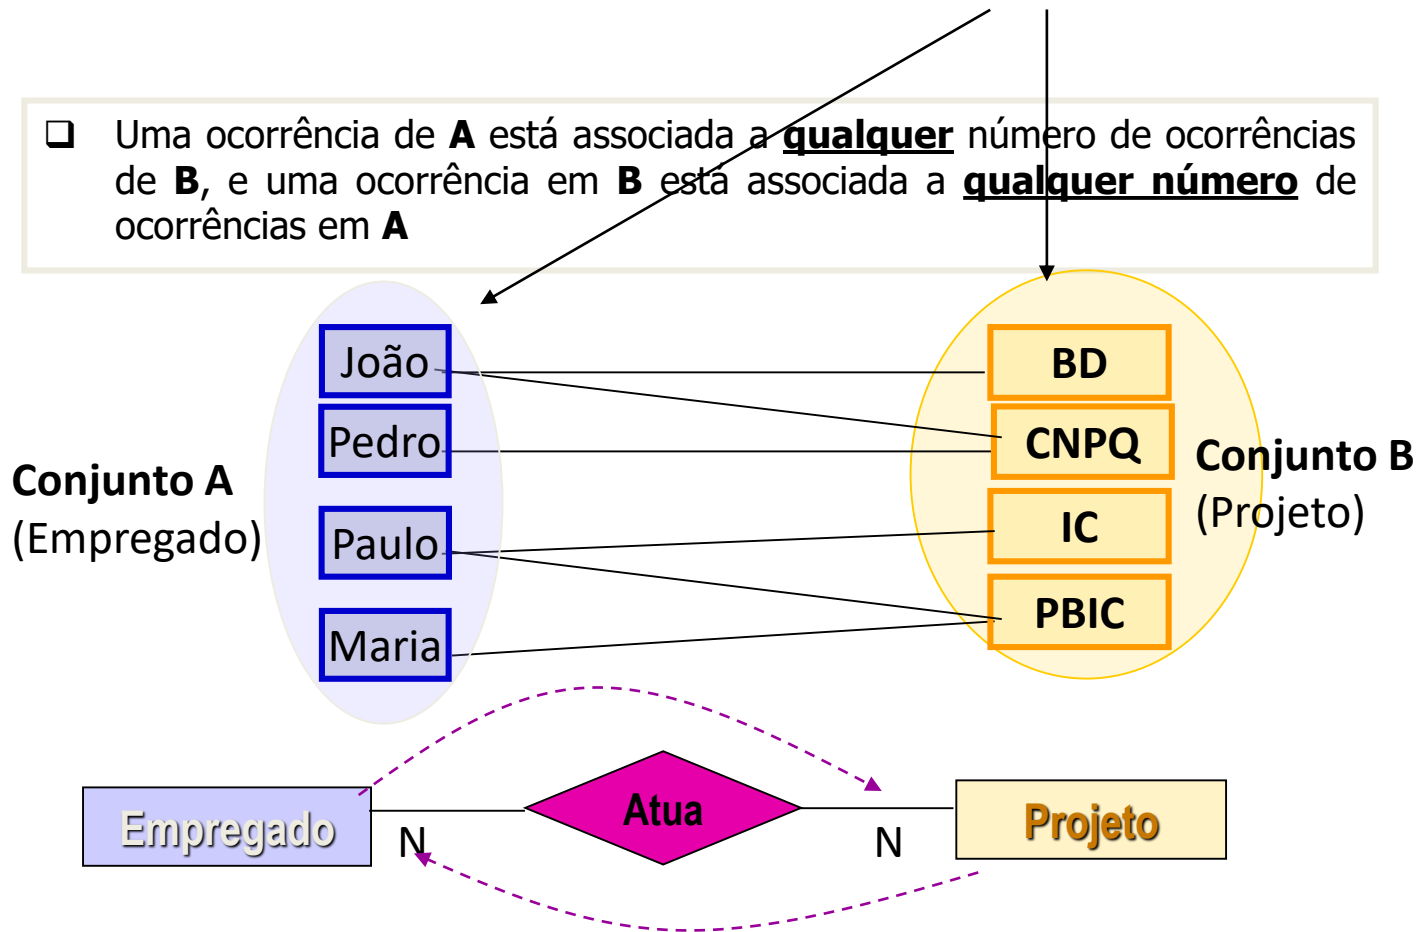 ❑ Uma ocorrência de A está associada a qualquer número de ocorrências
de B, e uma ocorrência em B está associada a qualquer número de
ocorrências em A
João
BD
Pedro
CNPQ
Conjunto A
(Empregado)
Conjunto B
(Projeto)
Paulo
IC
Maria
PBIC
Empregado
N
Atua
N
Projeto